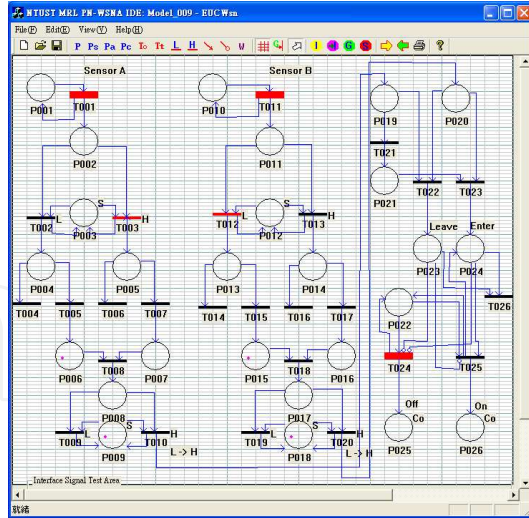 NTUST MRL PN-WSNA IDE: Model_009 - EUCWsn
File(F) Edit(E) View(Y) Help(H)
P Ps Pa Pc To Tt L H W I G S ?
Sensor A Sensor B
P001 T001 P010 T011 P019 P020
T021
P002 P011
P021 T022 T023
S S
T002 L P003 T003 H T012 L P012 T013 H
Leave Enter
P023 P024
P004 P005 P013 P014
T026
P022
T004 T005 T006 T007 T014 T015 T016 T017
T008 T018 T024 T025
P006 P007 P015 P016
P008 P017
Off On
Co Co
S S
T009 L P009 T010 H T019 L P018 T020 H
P025 P026
L -> H L -> H
Interface Signal Test Area
就緒